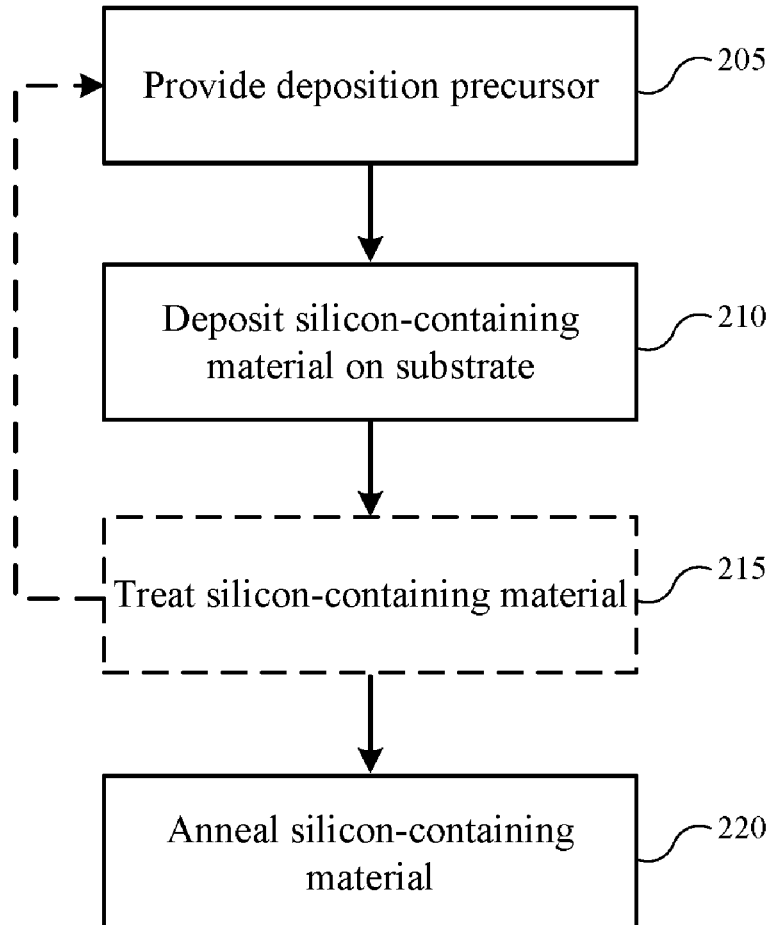 Provide deposition precursor
205
Deposit silicon-containing
material on substrate
210
Treat silicon-containing material
215
Anneal silicon-containing
material
220